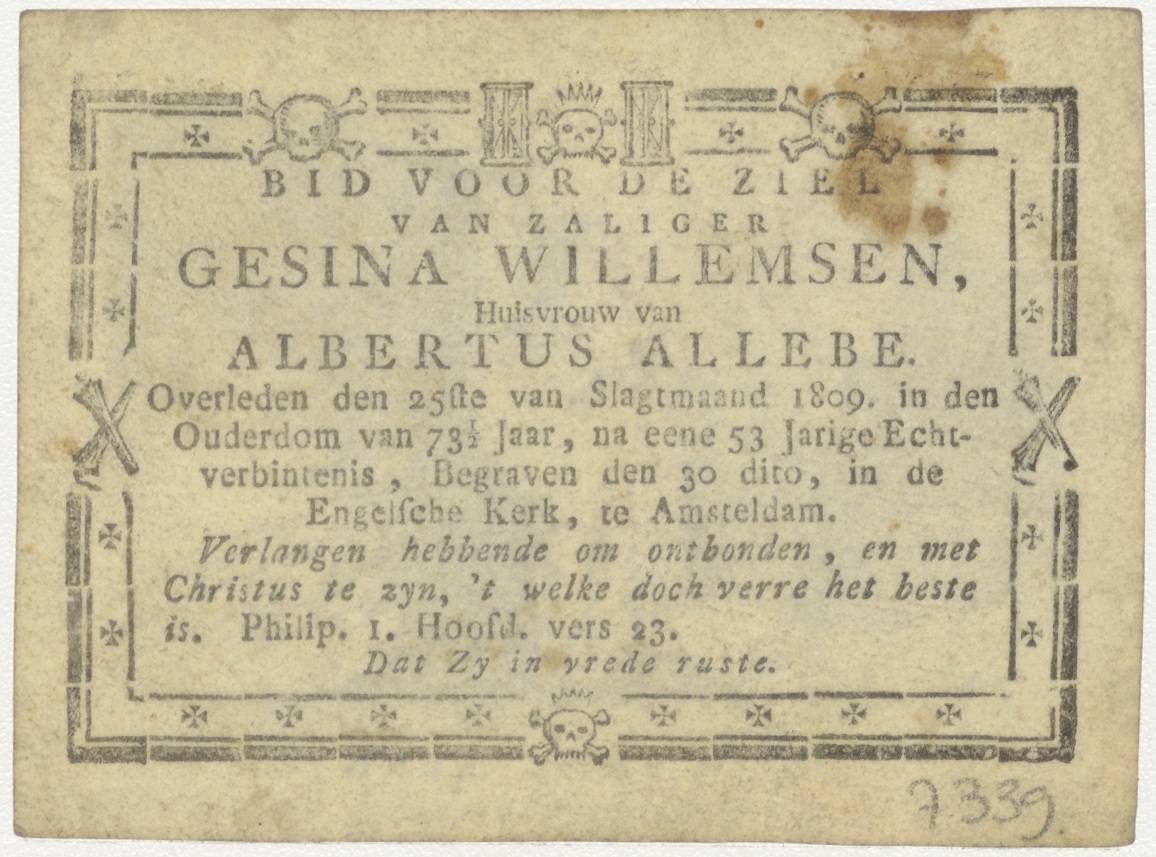 BID VOOR DE ZIEL
VAN ZALIGER
GESINA WILLEMSEN,
Huisvrouw van
ALBERTUS ALLEBE.
Overleden den 25ſte van Slagtmaand 1809. in den
Ouderdom van 73½ Jaar, na eene 53 Jarige Echt-
verbintenis, Begraven den 30 dito, in de
Engelſche Kerk, te Amsteldam.
Verlangen hebbende om ontbonden, en met
Christus te zyn, 't welke doch verre het beste
is. Philip. 1. Hoofd. vers 23.
Dat Zy in vrede ruste.
7339.